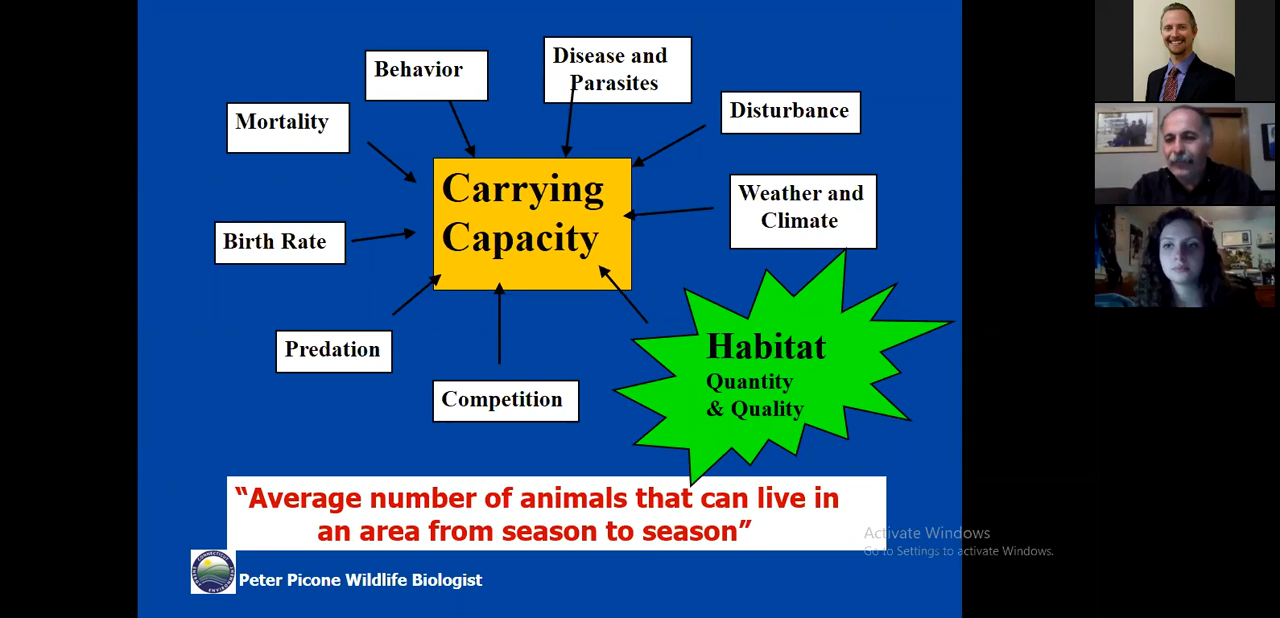 Behavior
Disease and
Parasites
Mortality
Disturbance
Carrying
Capacity
Weather and
Climate
Birth Rate
Predation
Habitat
Quantity
& Quality
Competition
“Average number of animals that can live in
an area from season to season”
Activate Windows
Go to Settings to activate Windows.
Peter Picone Wildlife Biologist